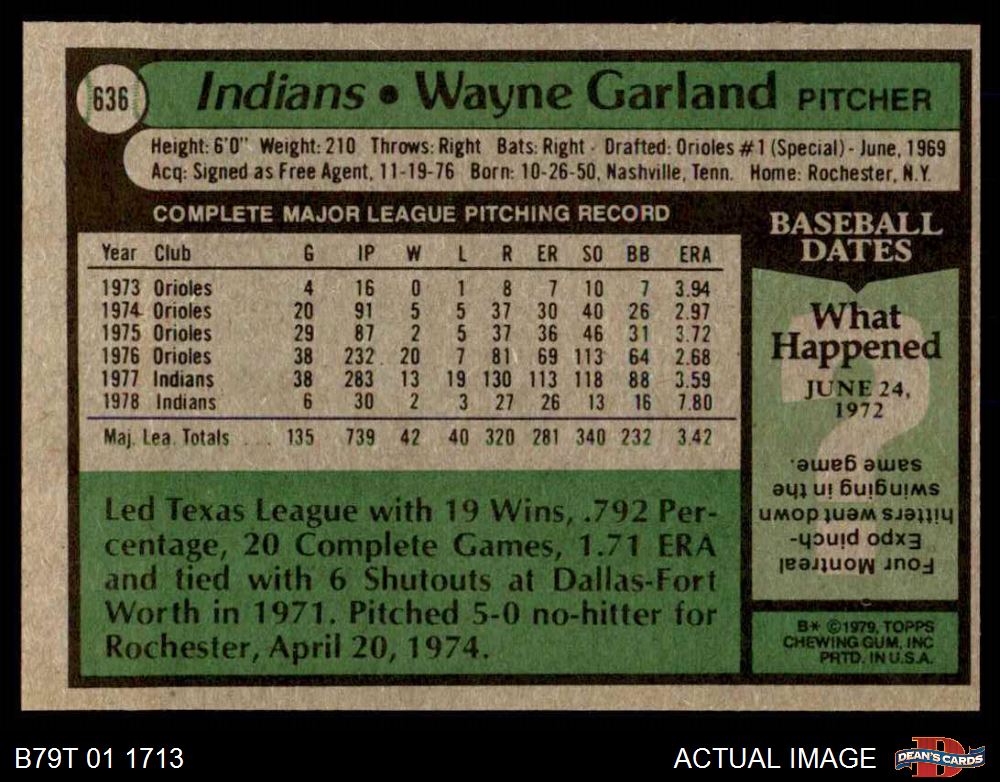 636
Indians • Wayne Garland PITCHER
Height: 6'0" Weight: 210 Throws: Right Bats: Right - Drafted: Orioles #1 (Special) - June, 1969
Acq: Signed as Free Agent, 11-19-76 Born: 10-26-50, Nashville, Tenn. Home: Rochester, N.Y.
COMPLETE MAJOR LEAGUE PITCHING RECORD
Year Club G IP W L R ER SO BB ERA
1973 Orioles 4 16 0 1 8 7 10 7 3.94
1974 Orioles 20 91 5 5 37 30 40 26 2.97
1975 Orioles 29 87 2 5 37 36 46 31 3.72
1976 Orioles 38 232 20 7 81 69 113 64 2.68
1977 Indians 38 283 13 19 130 113 118 88 3.59
1978 Indians 6 30 2 3 27 26 13 16 7.80
Maj. Lea. Totals ... 135 739 42 40 320 281 340 232 3.42
Led Texas League with 19 Wins, .792 Per-
centage, 20 Complete Games, 1.71 ERA
and tied with 6 Shutouts at Dallas-Fort
Worth in 1971. Pitched 5-0 no-hitter for
Rochester, April 20, 1974.
BASEBALL
DATES
What
Happened
JUNE 24,
1972
?
Four Montreal
Expo pinch-
hitters went down
swinging in the
same game.
B* ©1979, TOPPS
CHEWING GUM, INC
PRTD. IN U.S.A.
B79T 01 1713
ACTUAL IMAGE
D
DEAN'S CARDS